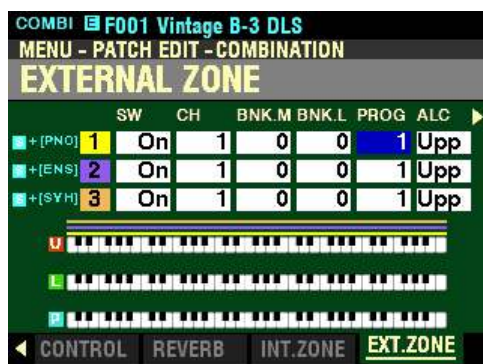 COMBI E F001 Vintage B-3 DLS
MENU - PATCH EDIT - COMBINATION
EXTERNAL ZONE
SW CH BNK.M BNK.L PROG ALC
S + [PNO] 1 On 1 0 0 1 Upp
S + [ENS] 2 On 1 0 0 1 Upp
S + [SYH] 3 On 1 0 0 1 Upp
U
L
P
CONTROL REVERB INT.ZONE EXT.ZONE